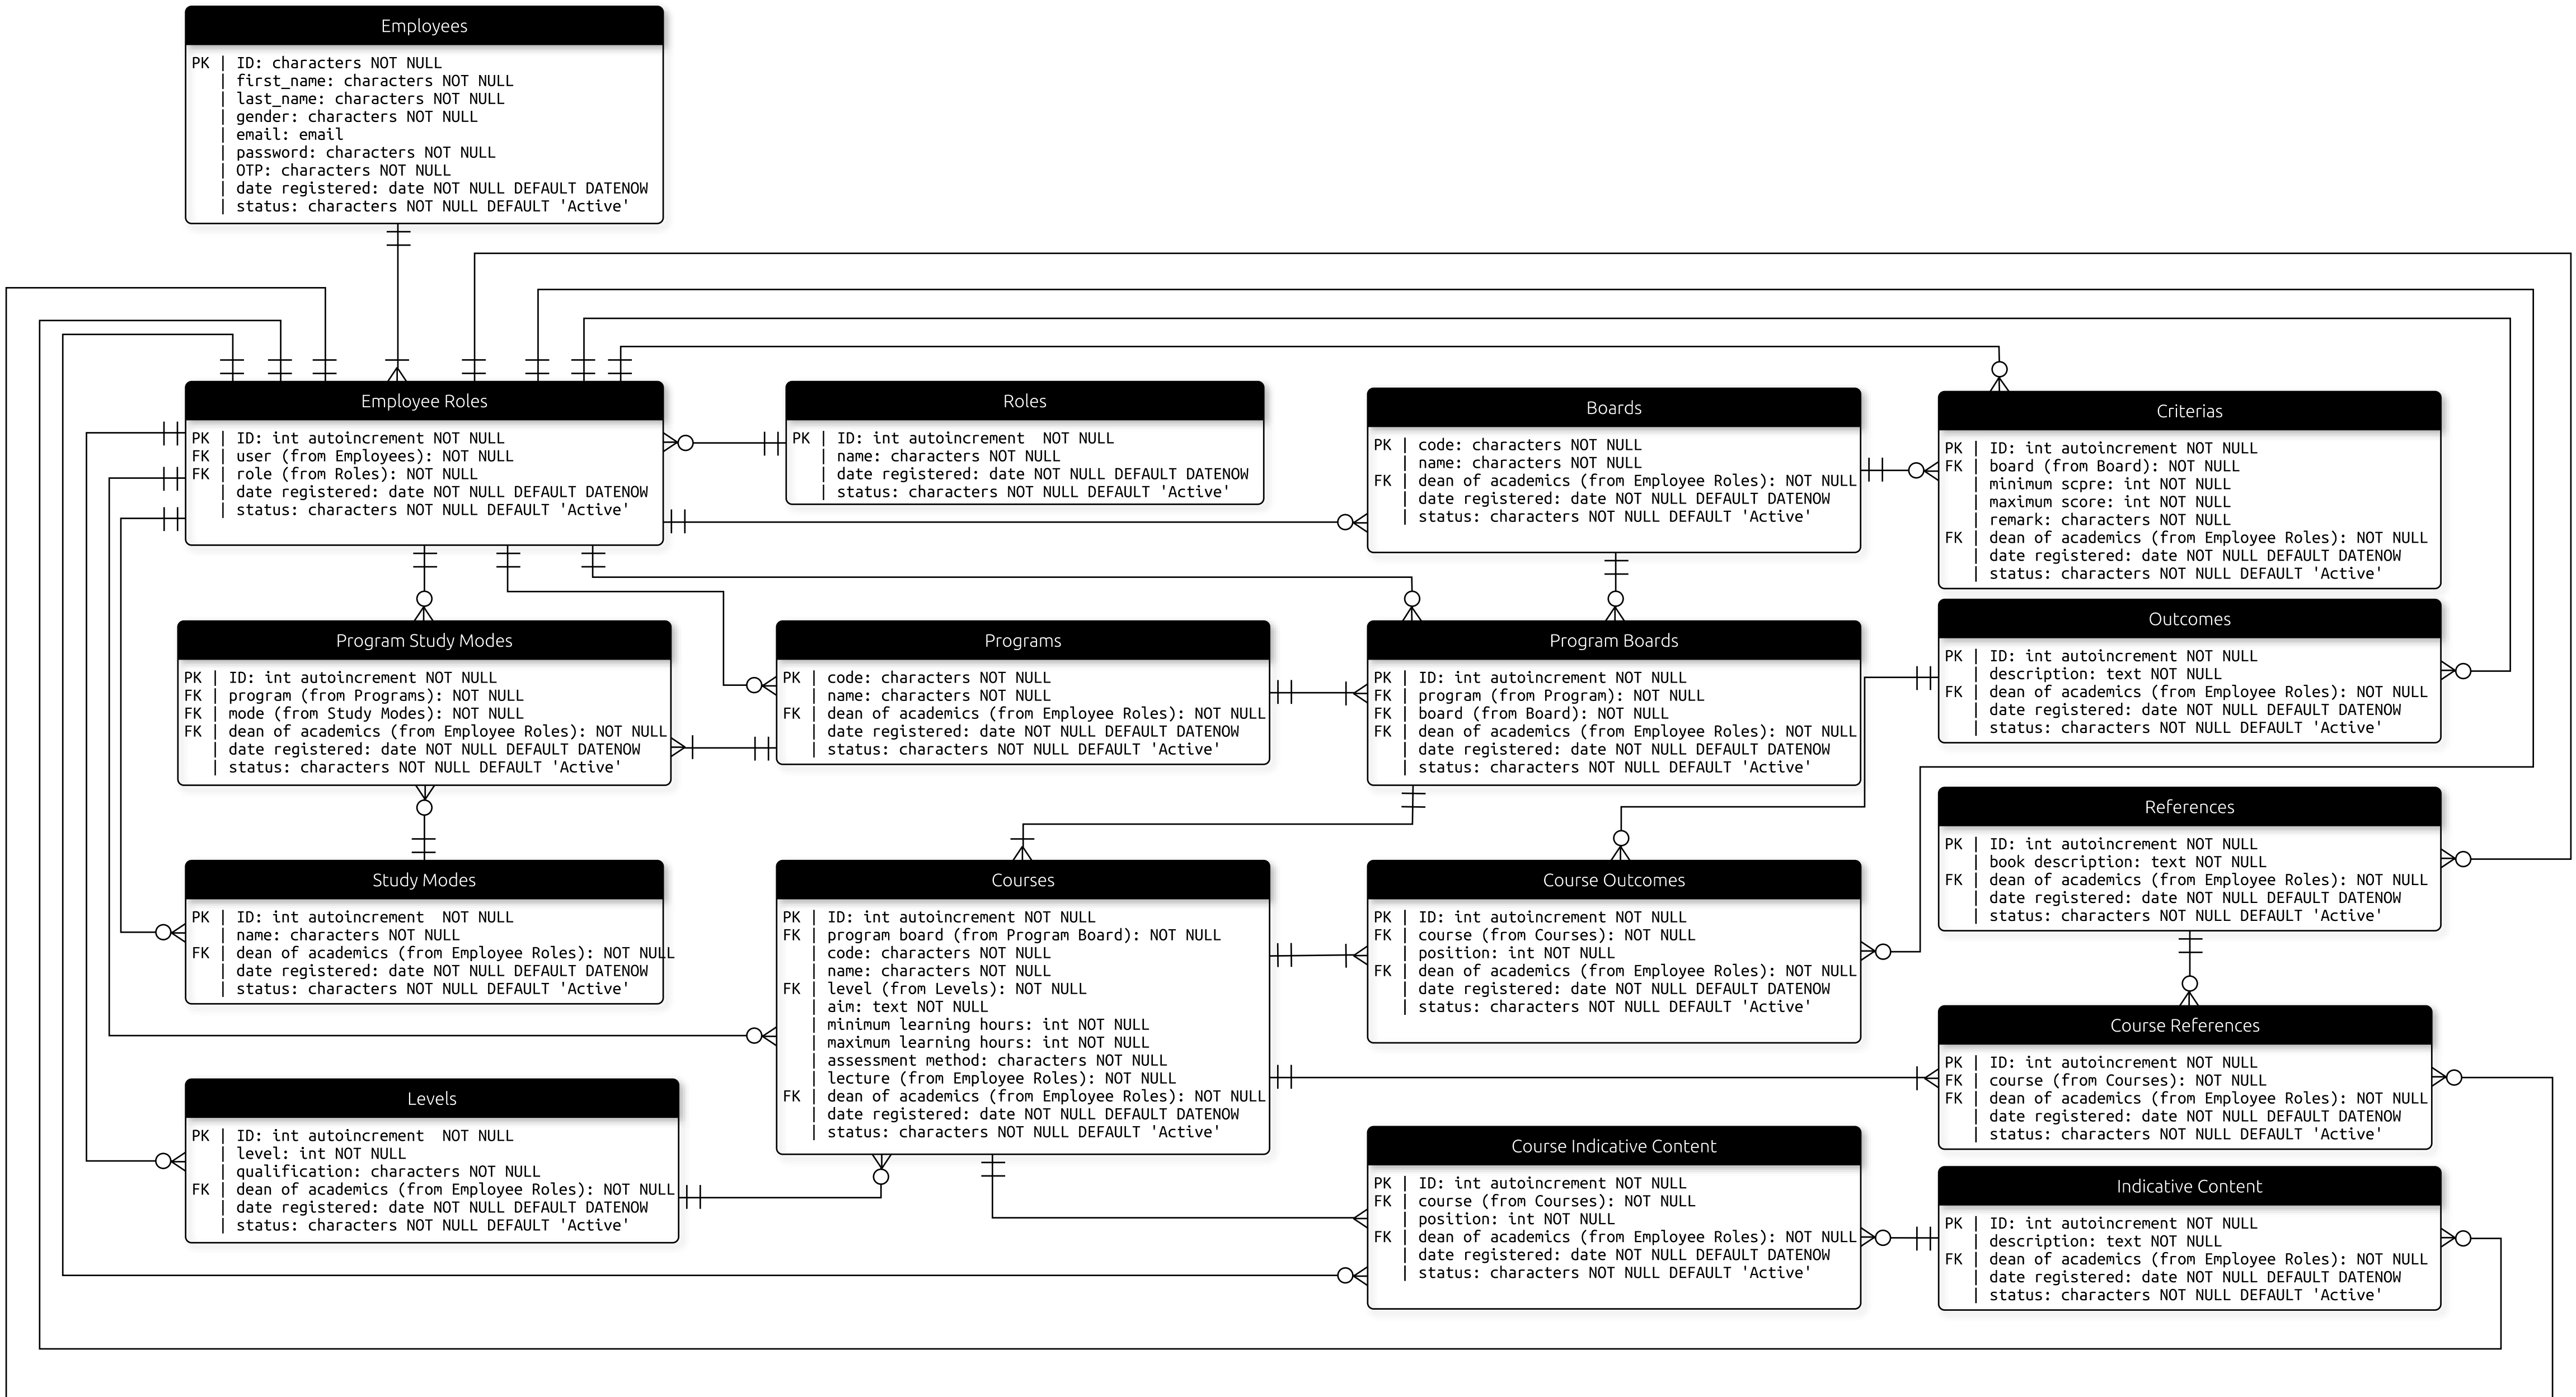 Employees
PK | ID: characters NOT NULL
| first_name: characters NOT NULL
| last_name: characters NOT NULL
| gender: characters NOT NULL
| email: email
| password: characters NOT NULL
| OTP: characters NOT NULL
| date registered: date NOT NULL DEFAULT DATENOW
| status: characters NOT NULL DEFAULT 'Active'
Employee Roles
PK | ID: int autoincrement NOT NULL
FK | user (from Employees): NOT NULL
FK | role (from Roles): NOT NULL
| date registered: date NOT NULL DEFAULT DATENOW
| status: characters NOT NULL DEFAULT 'Active'
Roles
PK | ID: int autoincrement  NOT NULL
| name: characters NOT NULL
| date registered: date NOT NULL DEFAULT DATENOW
| status: characters NOT NULL DEFAULT 'Active'
Boards
PK | code: characters NOT NULL
| name: characters NOT NULL
FK | dean of academics (from Employee Roles): NOT NULL
| date registered: date NOT NULL DEFAULT DATENOW
| status: characters NOT NULL DEFAULT 'Active'
Criterias
PK | ID: int autoincrement NOT NULL
FK | board (from Board): NOT NULL
| minimum scpre: int NOT NULL
| maximum score: int NOT NULL
| remark: characters NOT NULL
FK | dean of academics (from Employee Roles): NOT NULL
| date registered: date NOT NULL DEFAULT DATENOW
| status: characters NOT NULL DEFAULT 'Active'
Program Study Modes
PK | ID: int autoincrement NOT NULL
FK | program (from Programs): NOT NULL
FK | mode (from Study Modes): NOT NULL
FK | dean of academics (from Employee Roles): NOT NULL
| date registered: date NOT NULL DEFAULT DATENOW
| status: characters NOT NULL DEFAULT 'Active'
Programs
PK | code: characters NOT NULL
| name: characters NOT NULL
FK | dean of academics (from Employee Roles): NOT NULL
| date registered: date NOT NULL DEFAULT DATENOW
| status: characters NOT NULL DEFAULT 'Active'
Program Boards
PK | ID: int autoincrement NOT NULL
FK | program (from Program): NOT NULL
FK | board (from Board): NOT NULL
FK | dean of academics (from Employee Roles): NOT NULL
| date registered: date NOT NULL DEFAULT DATENOW
| status: characters NOT NULL DEFAULT 'Active'
Outcomes
PK | ID: int autoincrement NOT NULL
| description: text NOT NULL
FK | dean of academics (from Employee Roles): NOT NULL
| date registered: date NOT NULL DEFAULT DATENOW
| status: characters NOT NULL DEFAULT 'Active'
References
PK | ID: int autoincrement NOT NULL
| book description: text NOT NULL
FK | dean of academics (from Employee Roles): NOT NULL
| date registered: date NOT NULL DEFAULT DATENOW
| status: characters NOT NULL DEFAULT 'Active'
Study Modes
PK | ID: int autoincrement  NOT NULL
| name: characters NOT NULL
FK | dean of academics (from Employee Roles): NOT NULL
| date registered: date NOT NULL DEFAULT DATENOW
| status: characters NOT NULL DEFAULT 'Active'
Courses
PK | ID: int autoincrement NOT NULL
FK | program board (from Program Board): NOT NULL
| code: characters NOT NULL
| name: characters NOT NULL
FK | level (from Levels): NOT NULL
| aim: text NOT NULL
| minimum learning hours: int NOT NULL
| maximum learning hours: int NOT NULL
| assessment method: characters NOT NULL
| lecture (from Employee Roles): NOT NULL
FK | dean of academics (from Employee Roles): NOT NULL
| date registered: date NOT NULL DEFAULT DATENOW
| status: characters NOT NULL DEFAULT 'Active'
Course Outcomes
PK | ID: int autoincrement NOT NULL
FK | course (from Courses): NOT NULL
| position: int NOT NULL
FK | dean of academics (from Employee Roles): NOT NULL
| date registered: date NOT NULL DEFAULT DATENOW
| status: characters NOT NULL DEFAULT 'Active'
Course References
PK | ID: int autoincrement NOT NULL
FK | course (from Courses): NOT NULL
FK | dean of academics (from Employee Roles): NOT NULL
| date registered: date NOT NULL DEFAULT DATENOW
| status: characters NOT NULL DEFAULT 'Active'
Levels
PK | ID: int autoincrement  NOT NULL
| level: int NOT NULL
| qualification: characters NOT NULL
FK | dean of academics (from Employee Roles): NOT NULL
| date registered: date NOT NULL DEFAULT DATENOW
| status: characters NOT NULL DEFAULT 'Active'
Course Indicative Content
PK | ID: int autoincrement NOT NULL
FK | course (from Courses): NOT NULL
| position: int NOT NULL
FK | dean of academics (from Employee Roles): NOT NULL
| date registered: date NOT NULL DEFAULT DATENOW
| status: characters NOT NULL DEFAULT 'Active'
Indicative Content
PK | ID: int autoincrement NOT NULL
| description: text NOT NULL
FK | dean of academics (from Employee Roles): NOT NULL
| date registered: date NOT NULL DEFAULT DATENOW
| status: characters NOT NULL DEFAULT 'Active'